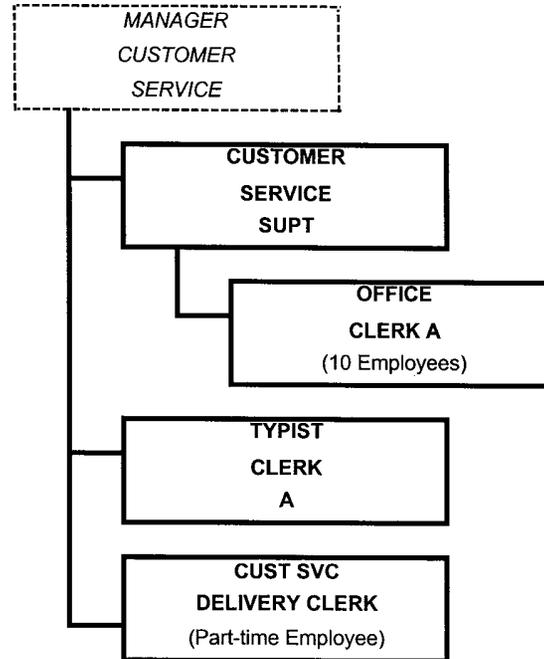 MANAGER
CUSTOMER
SERVICE
CUSTOMER
SERVICE
SUPT
OFFICE
CLERK A
(10 Employees)
TYPIST
CLERK
A
CUST SVC
DELIVERY CLERK
(Part-time Employee)